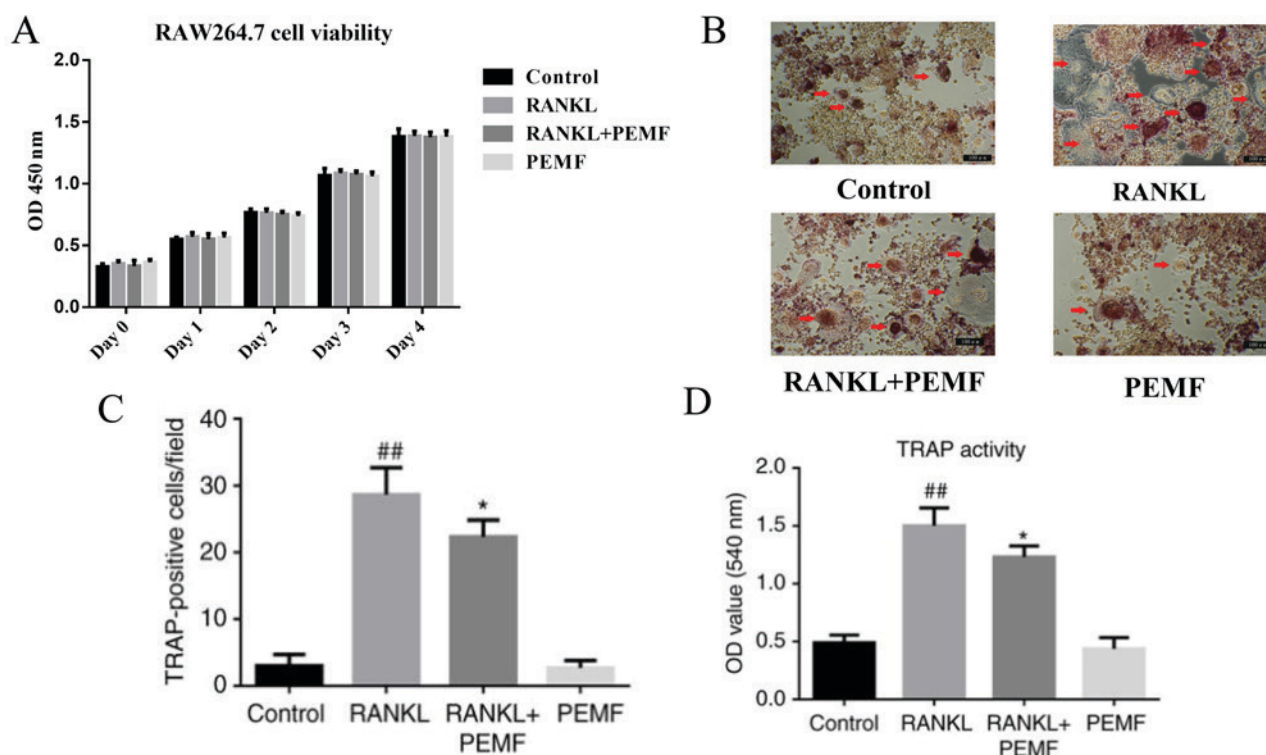 A
RAW264.7 cell viability
2.0
1.5
1.0
0.5
0.0
OD 450 nm
Day 0
Day 1
Day 2
Day 3
Day 4
Control
RANKL
RANKL+PEMF
PEMF
B
Control
RANKL
RANKL+PEMF
PEMF
C
TRAP-positive cells/field
40
30
20
10
0
##
*
Control
RANKL
RANKL+
PEMF
PEMF
D
TRAP activity
OD value (540 nm)
2.0
1.5
1.0
0.5
0.0
##
*
Control
RANKL
RANKL+
PEMF
PEMF